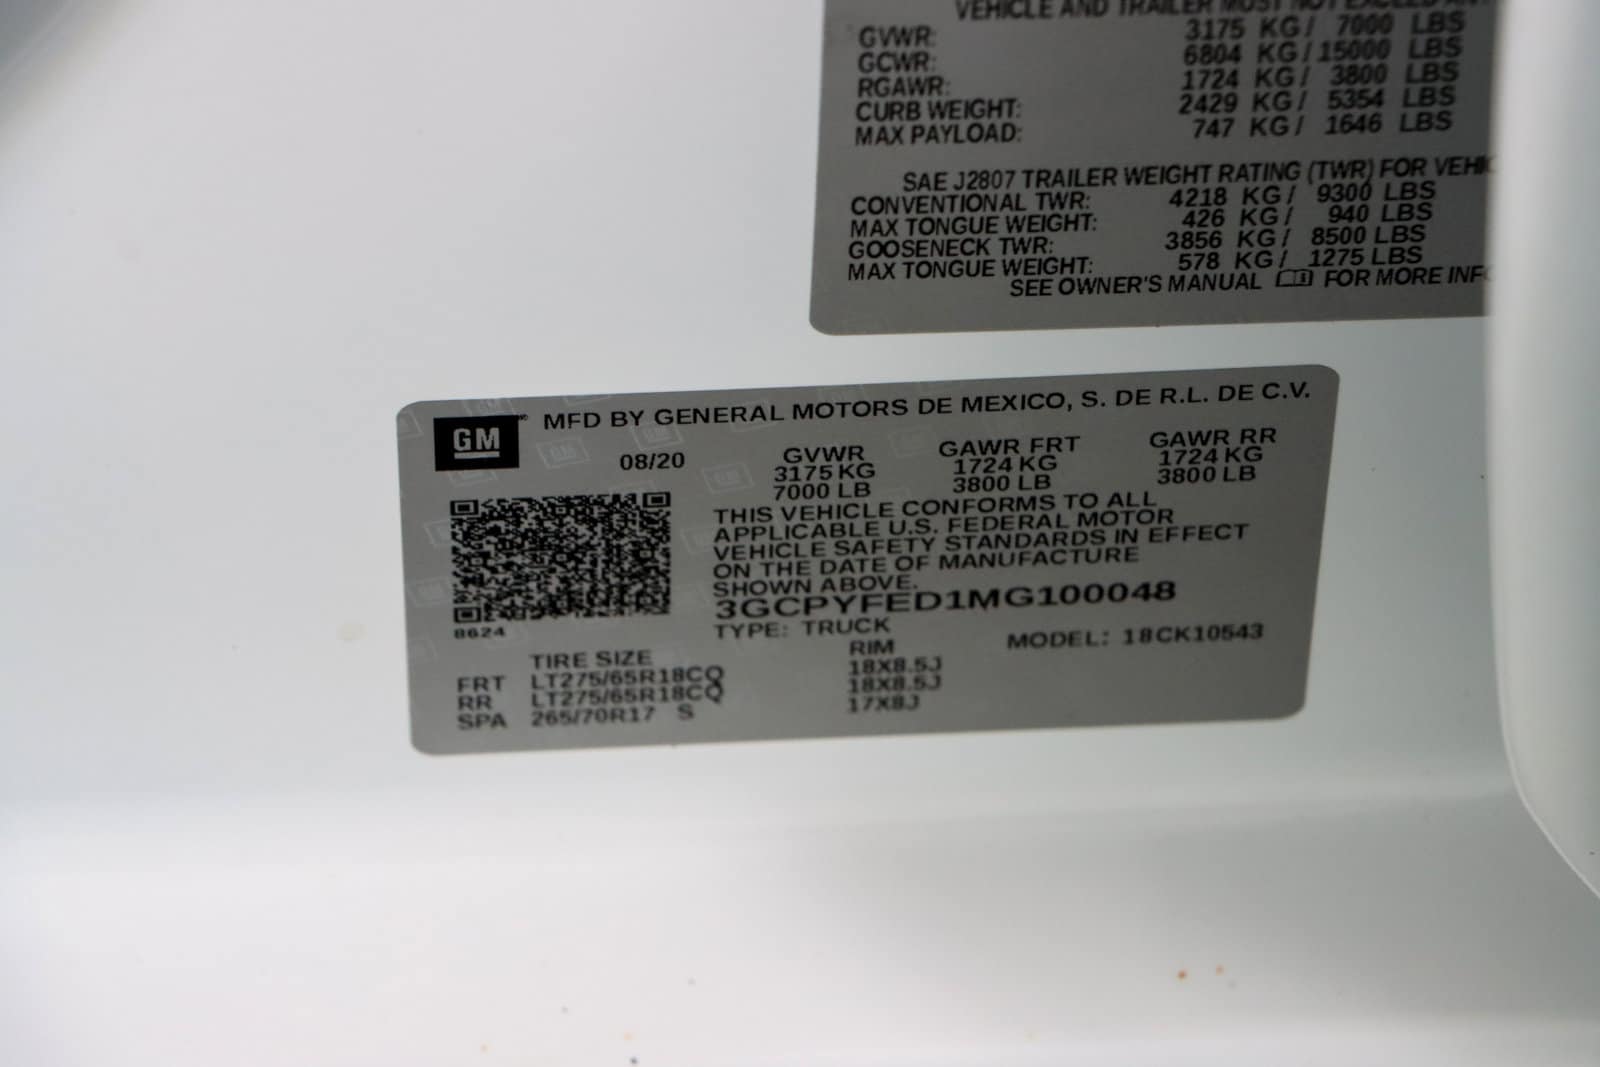 VEHICLE AND TRAILER MUST NOT EXCEED
GVWR: 3175 KG / 7000 LBS
GCWR: 6804 KG / 15000 LBS
RGAWR: 1724 KG / 3800 LBS
CURB WEIGHT: 2429 KG / 5354 LBS
MAX PAYLOAD: 747 KG / 1646 LBS
SAE J2807 TRAILER WEIGHT RATING (TWR) FOR
CONVENTIONAL TWR: 4218 KG / 9300 LBS
MAX TONGUE WEIGHT: 426 KG / 940 LBS
GOOSENECK TWR: 3856 KG / 8500 LBS
MAX TONGUE WEIGHT: 578 KG / 1275 LBS
SEE OWNER'S MANUAL FOR MORE
GM MFD BY GENERAL MOTORS DE MEXICO, S. DE R.L. DE C.V.
08/20 GVWR GAWR FRT GAWR RR
3175 KG 1724 KG 1724 KG
7000 LB 3800 LB 3800 LB
THIS VEHICLE CONFORMS TO ALL
APPLICABLE U.S. FEDERAL MOTOR
VEHICLE SAFETY STANDARDS IN EFFECT
ON THE DATE OF MANUFACTURE
SHOWN ABOVE.
3GCPYFED1MG100048
8624
TYPE: TRUCK MODEL: 18CK10543
TIRE SIZE RIM
FRT LT275/65R18CQ 18X8.5J
RR LT275/65R18CQ 18X8.5J
SPA 265/70R17 S 17X8J